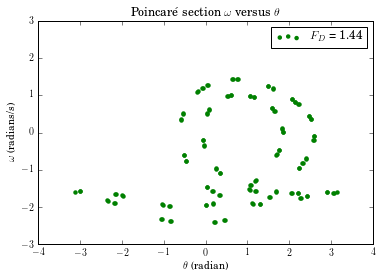 Poincaré section ω versus θ
F_D = 1.44
3
2
1
0
−1
−2
−3
ω (radians/s)
−4 −3 −2 −1 0 1 2 3 4
θ (radian)